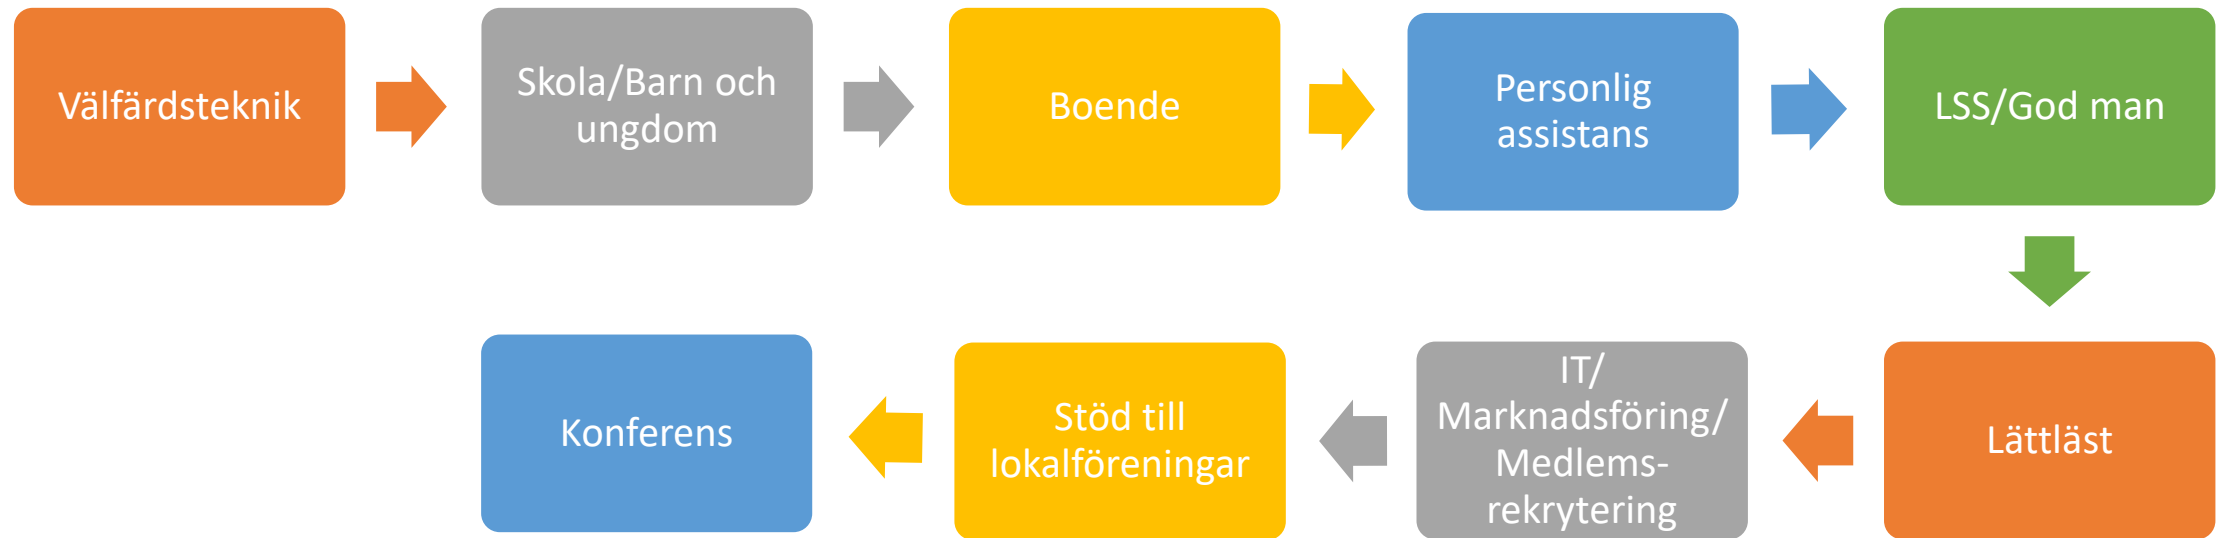 Välfärdsteknik
Skola/Barn och
ungdom
Boende
Personlig
assistans
LSS/God man
Lättläst
IT/
Marknadsföring/
Medlems-
rekrytering
Stöd till
lokalföreningar
Konferens